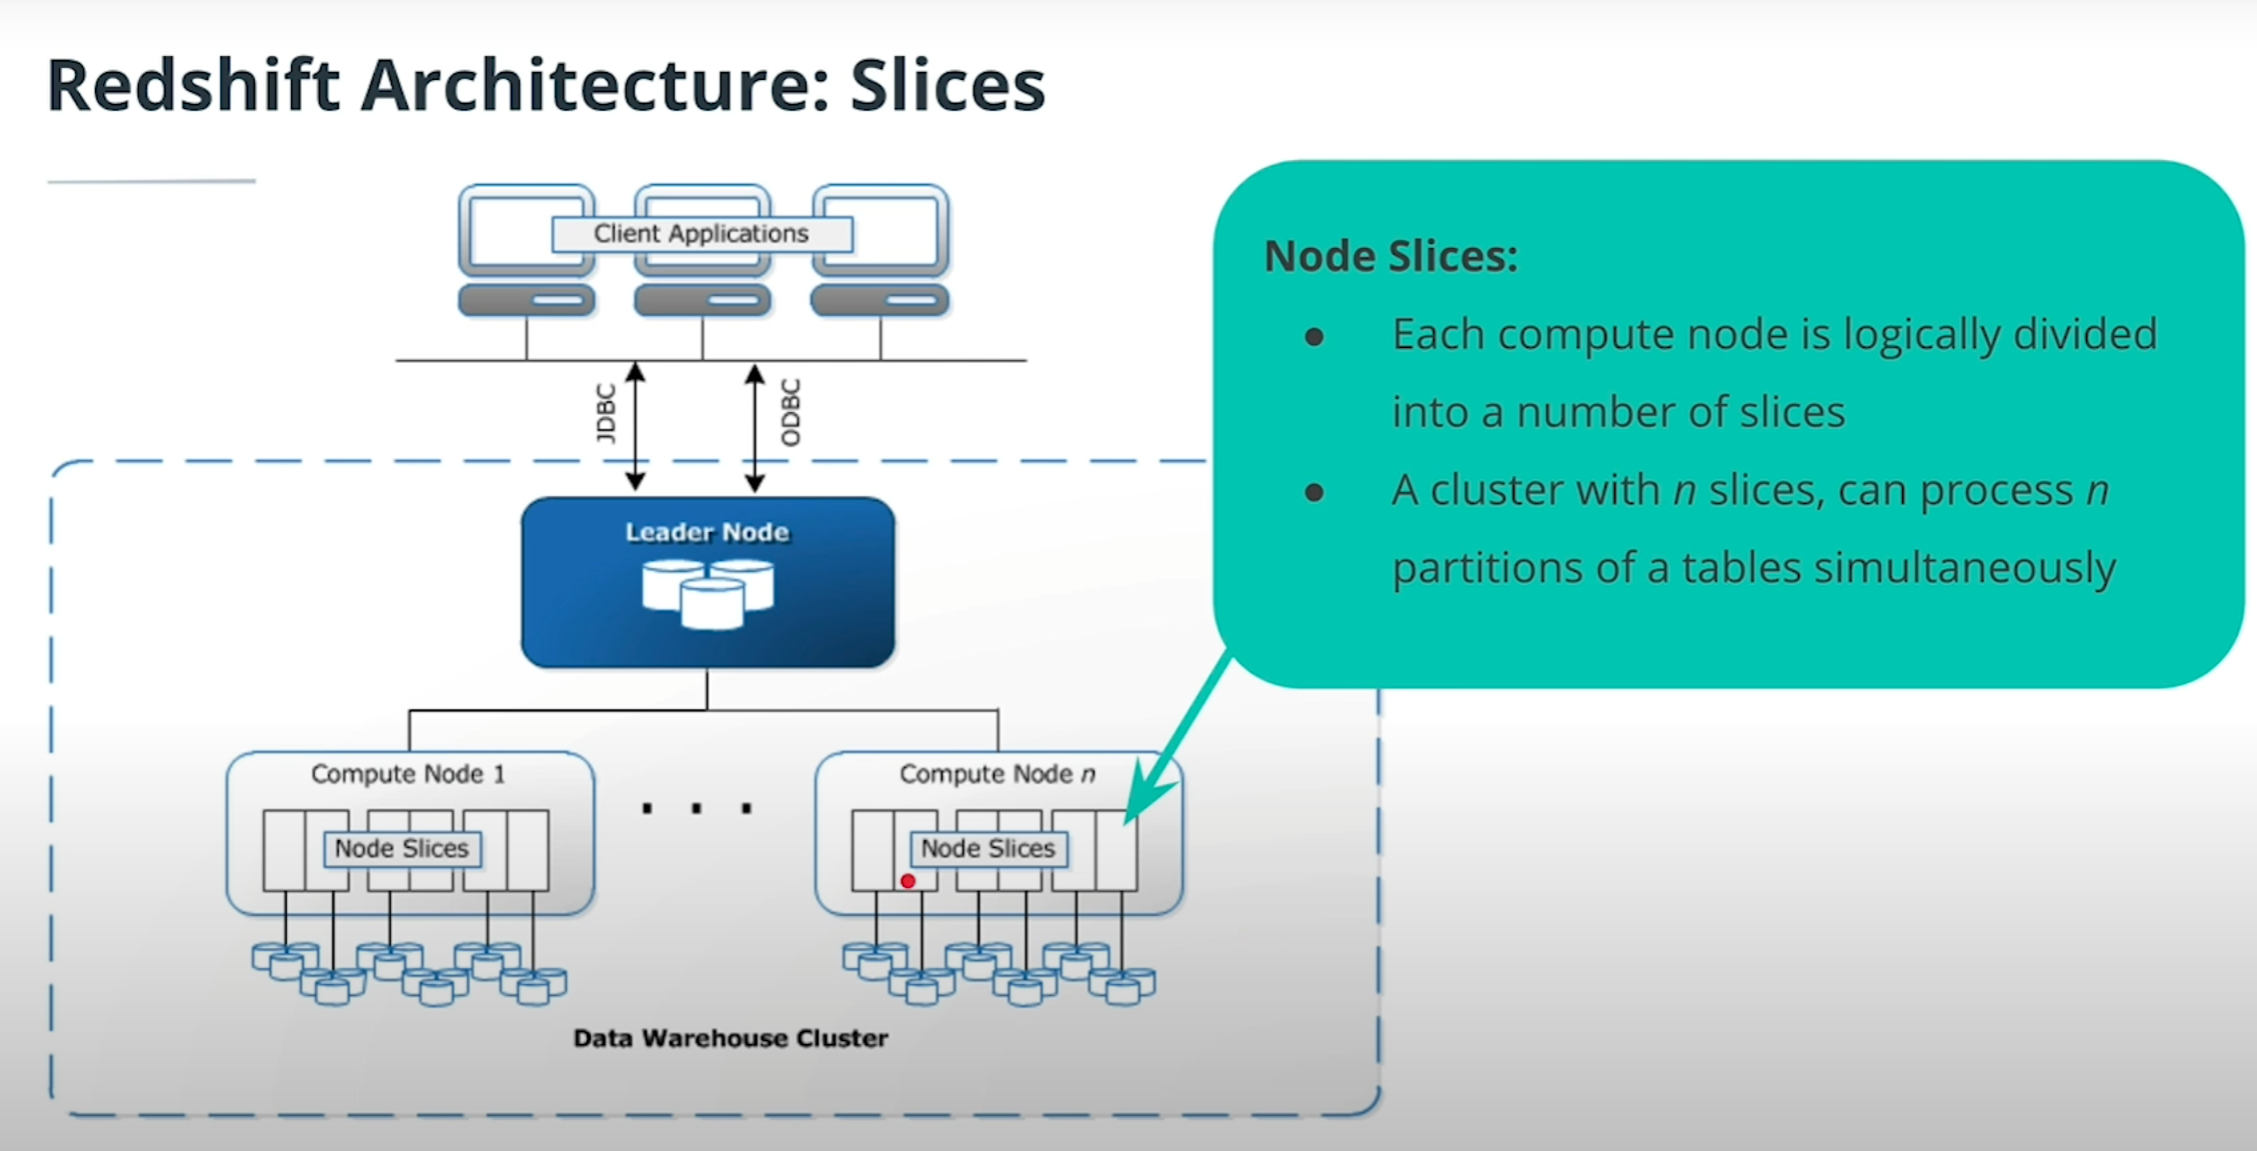 Redshift Architecture: Slices
Client Applications
JDBC
ODBC
Leader Node
Compute Node 1
Node Slices
. . .
Compute Node n
Node Slices
Data Warehouse Cluster
Node Slices:
● Each compute node is logically divided
into a number of slices
● A cluster with n slices, can process n
partitions of a tables simultaneously